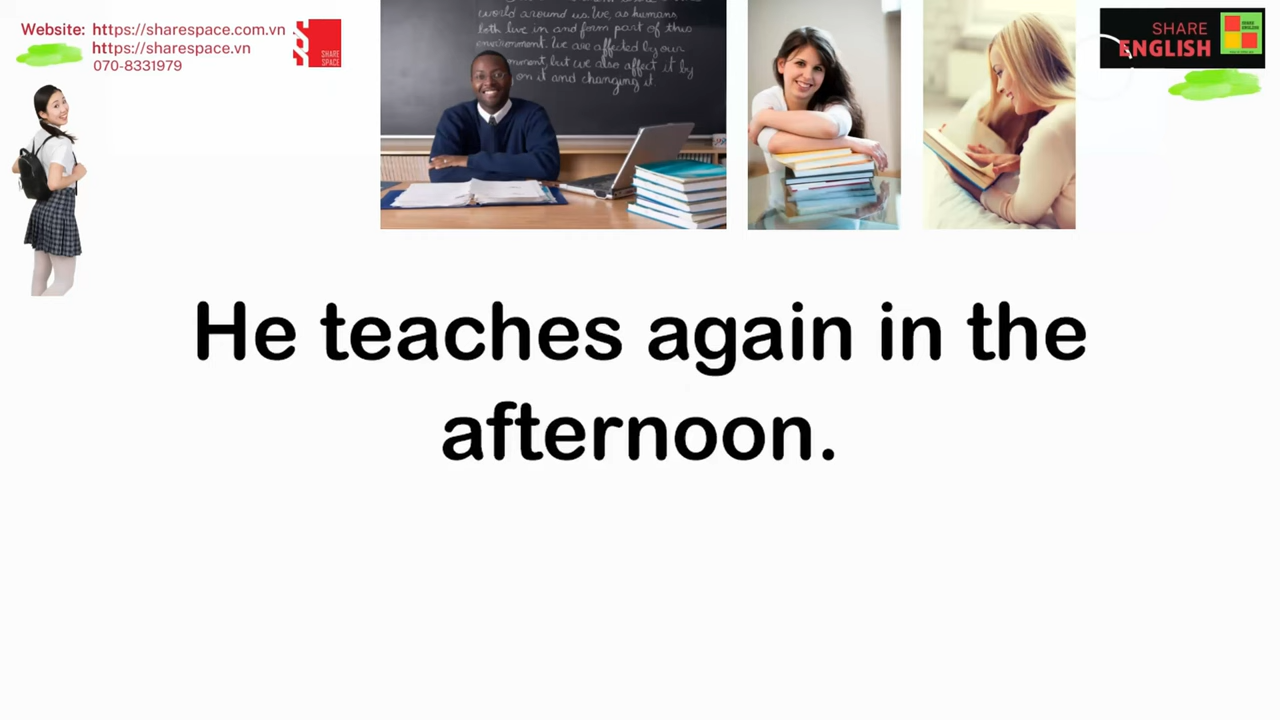 Website: https://sharespace.com.vn
https://sharespace.vn
070-8331979
SHARE
SPACE
world around us. We, as humans,
both live in and form part of this
environment. We are affected by our
but we also affect it by
on it and changing it.
SHARE
ENGLISH
He teaches again in the
afternoon.